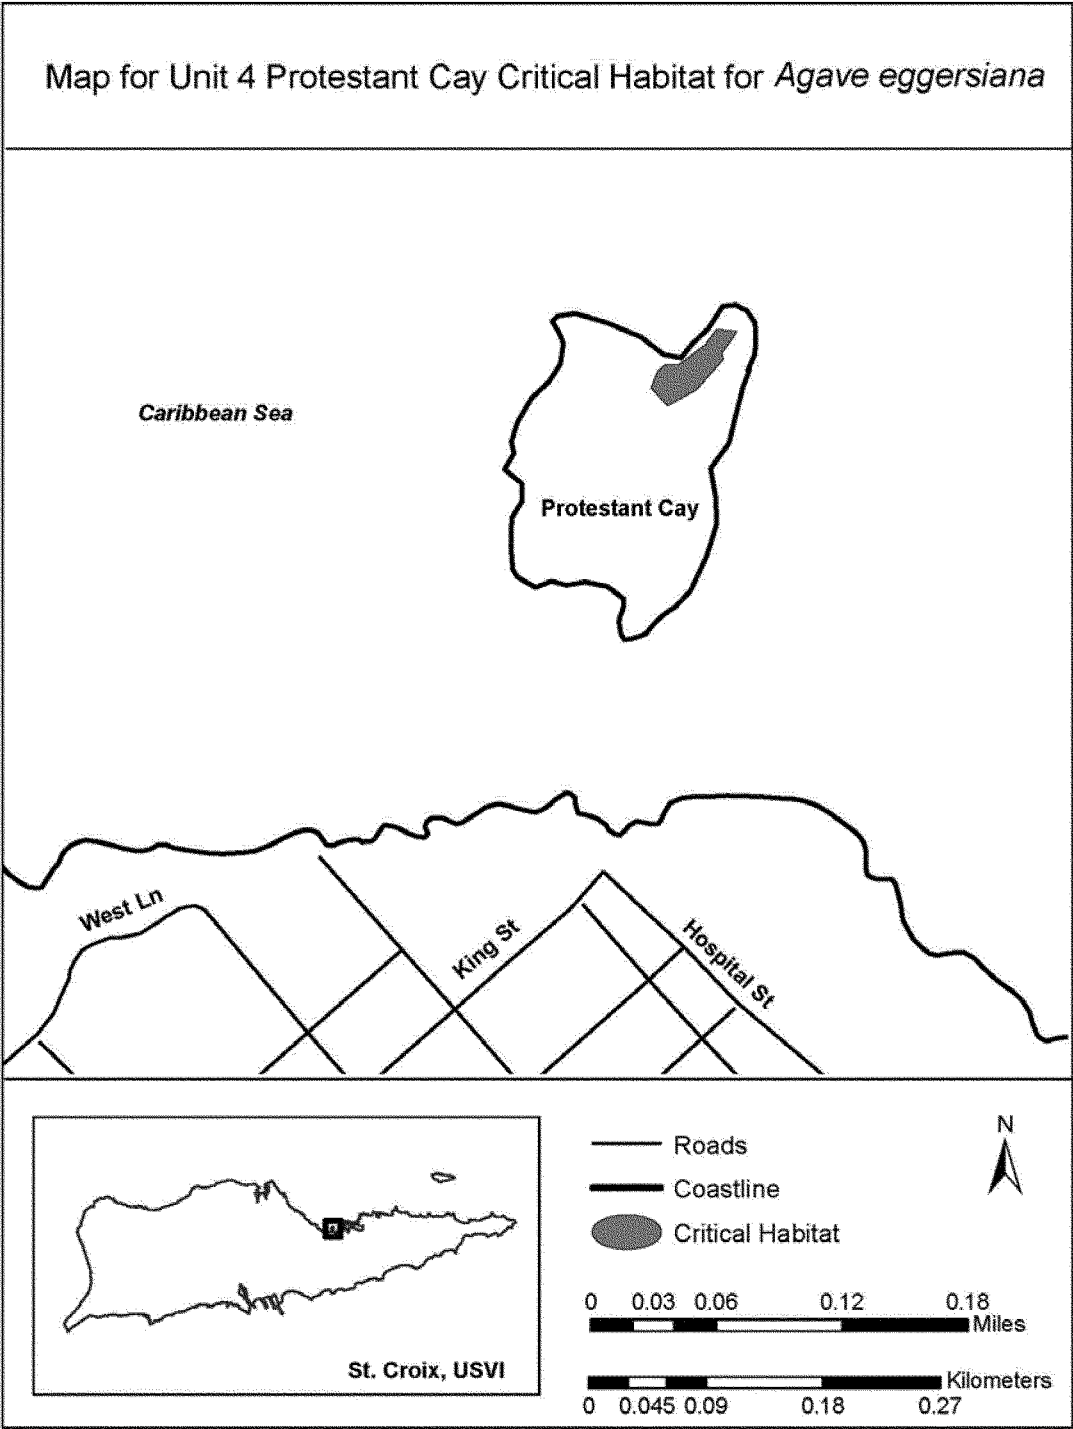 Map for Unit 4 Protestant Cay Critical Habitat for Agave eggersiana
Caribbean Sea
Protestant Cay
West Ln
King St
Hospital St
N
Roads
Coastline
Critical Habitat
0 0.03 0.06 0.12 0.18
Miles
Kilometers
0 0.045 0.09 0.18 0.27
St. Croix, USVI